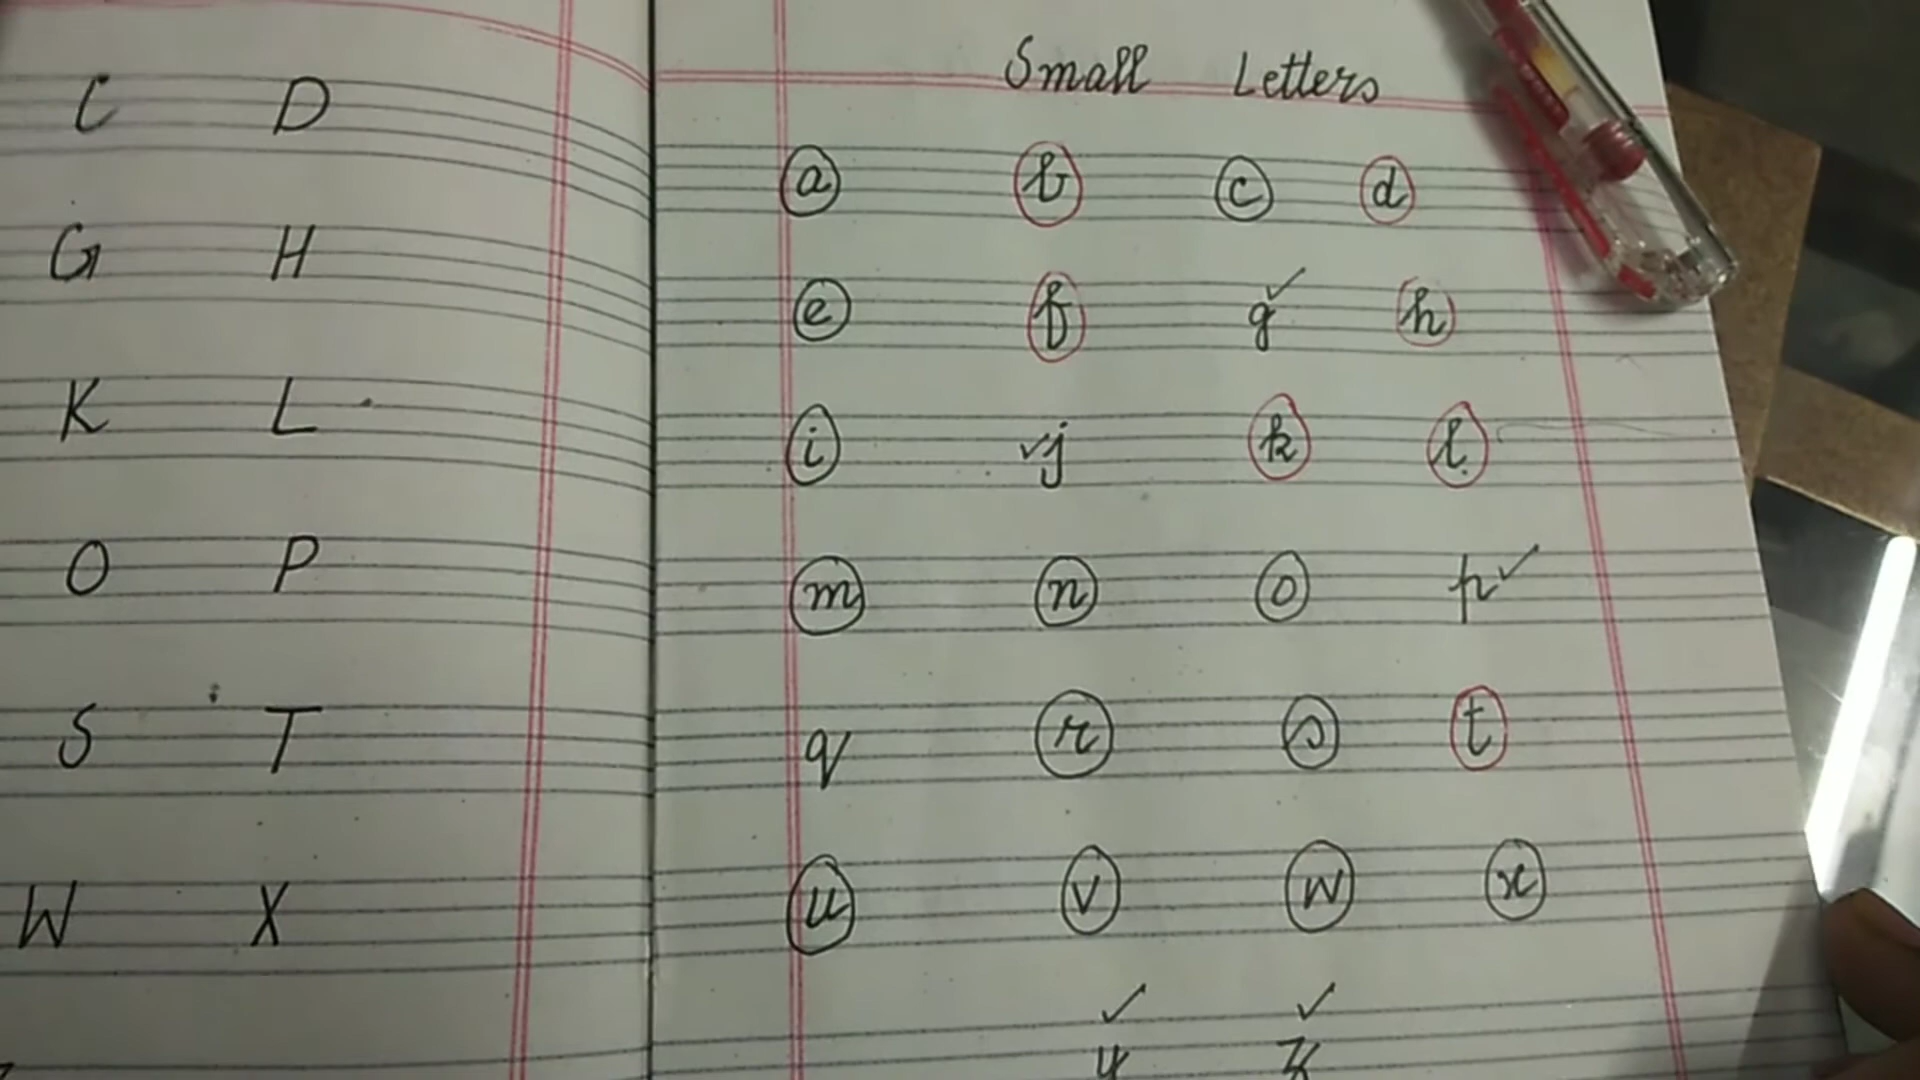 C D
G H
K L
O P
S T
W X
Small Letters
a b c d
e f g h
i j k l
m n o p
q r s t
u v w x
y z